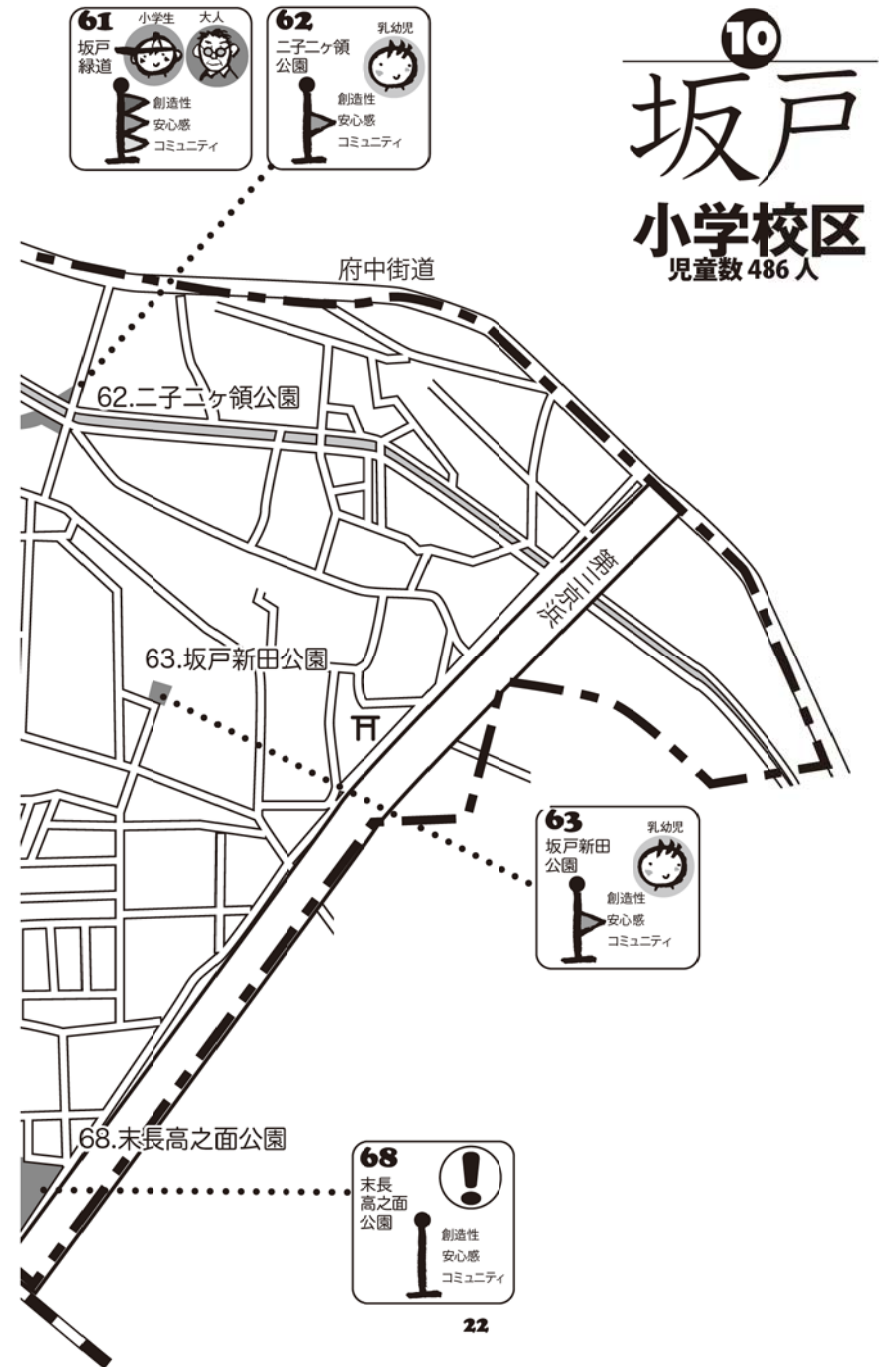 61
小学生
大人
坂戸
緑道
創造性
安心感
コミュニティ
62
乳幼児
二子二ヶ領
公園
創造性
安心感
コミュニティ
10
坂戸
小学校区
児童数 486 人
府中街道
62.二子二ヶ領公園
第三京浜
63.坂戸新田公園
63
乳幼児
坂戸新田
公園
創造性
安心感
コミュニティ
68.末長高之面公園
68
末長
高之面
公園
!
創造性
安心感
コミュニティ
22